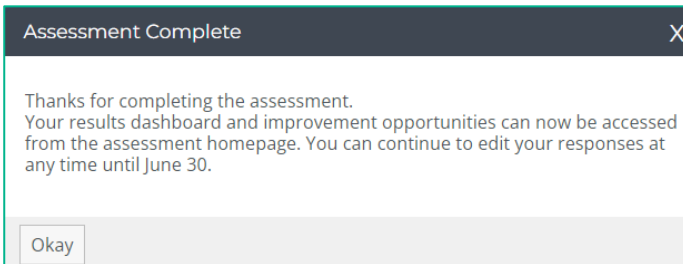 Assessment Complete X
Thanks for completing the assessment.
Your results dashboard and improvement opportunities can now be accessed
from the assessment homepage. You can continue to edit your responses at
any time until June 30.
Okay